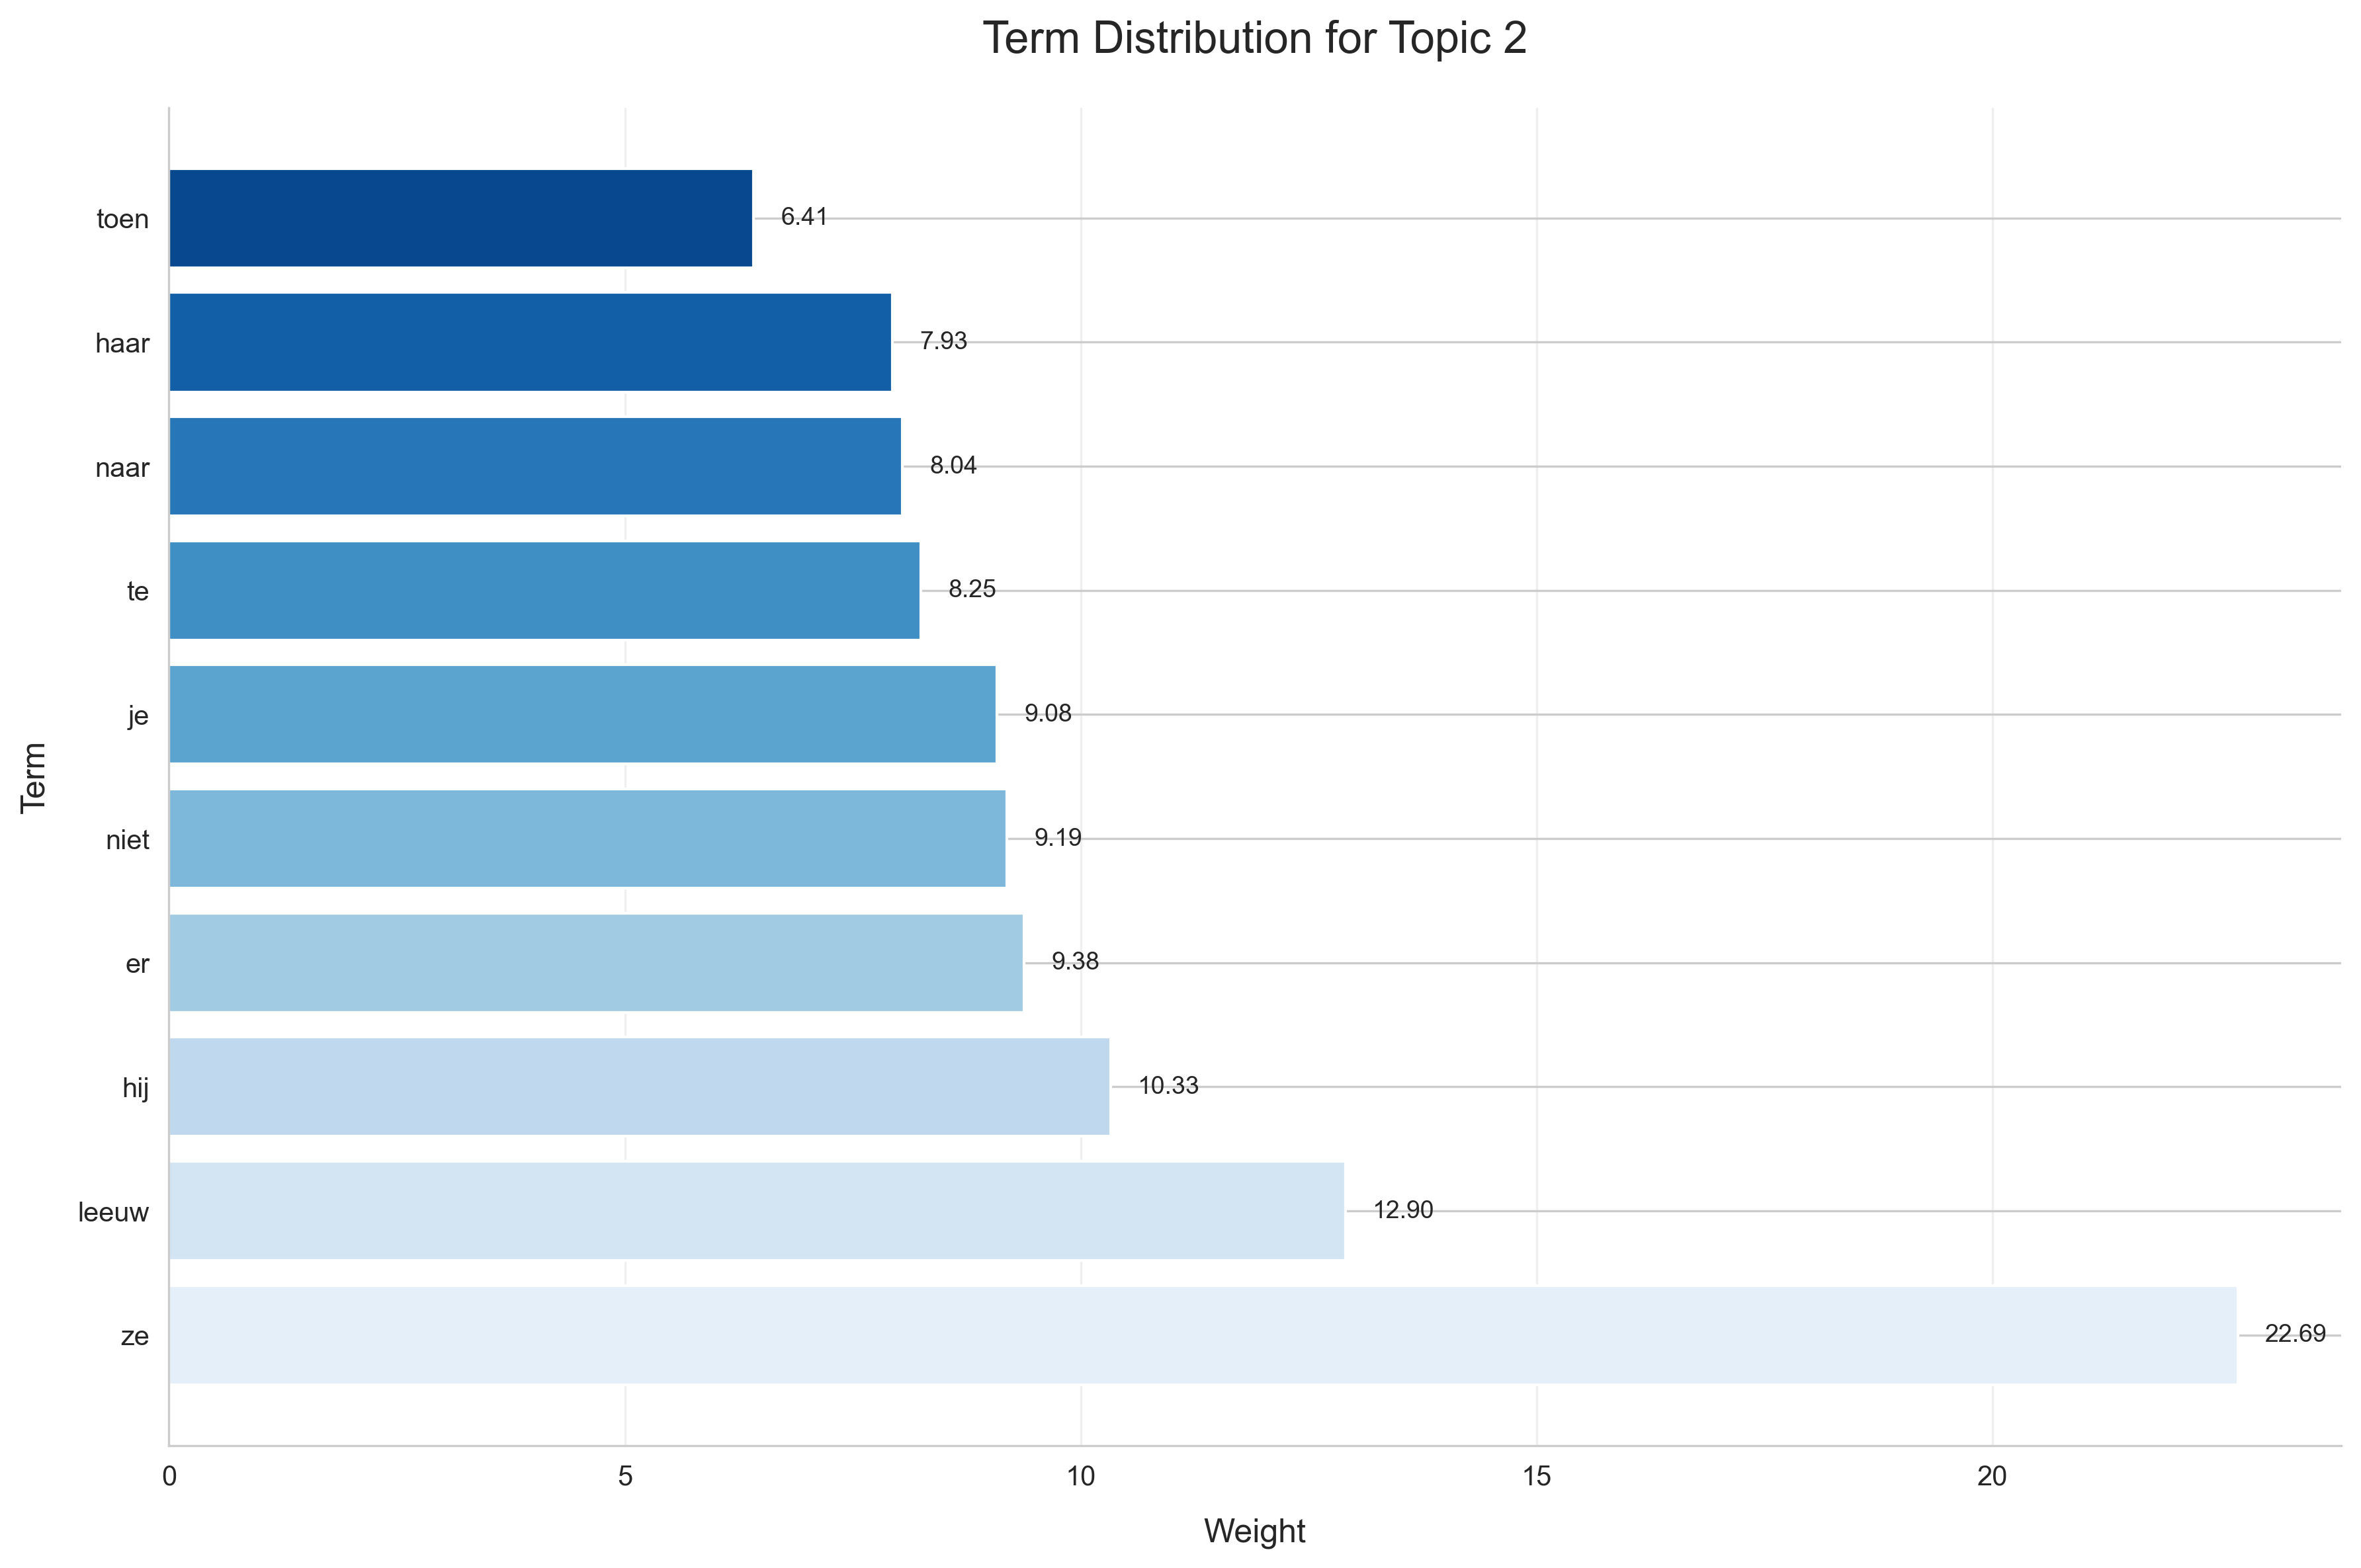 Term Distribution for Topic 2
toen 6.41
haar 7.93
naar 8.04
te 8.25
je 9.08
niet 9.19
er 9.38
hij 10.33
leeuw 12.90
ze 22.69
Term
0 5 10 15 20
Weight